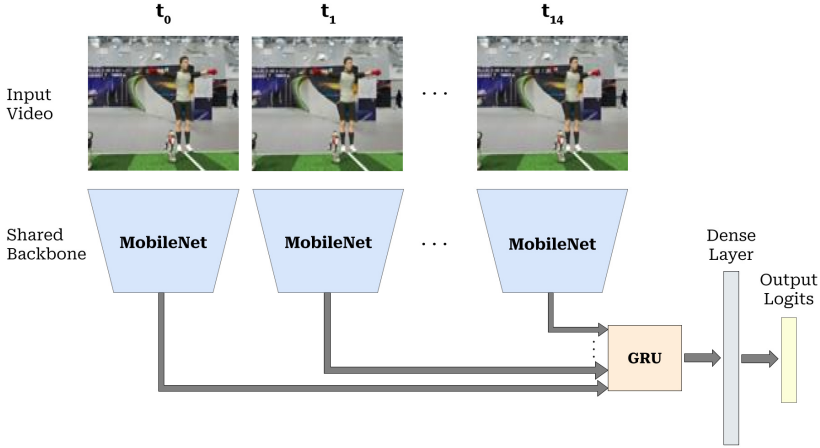 t0
t1
t14
Input
Video
. . .
Shared
Backbone
MobileNet
MobileNet
. . .
MobileNet
Dense
Layer
Output
Logits
GRU